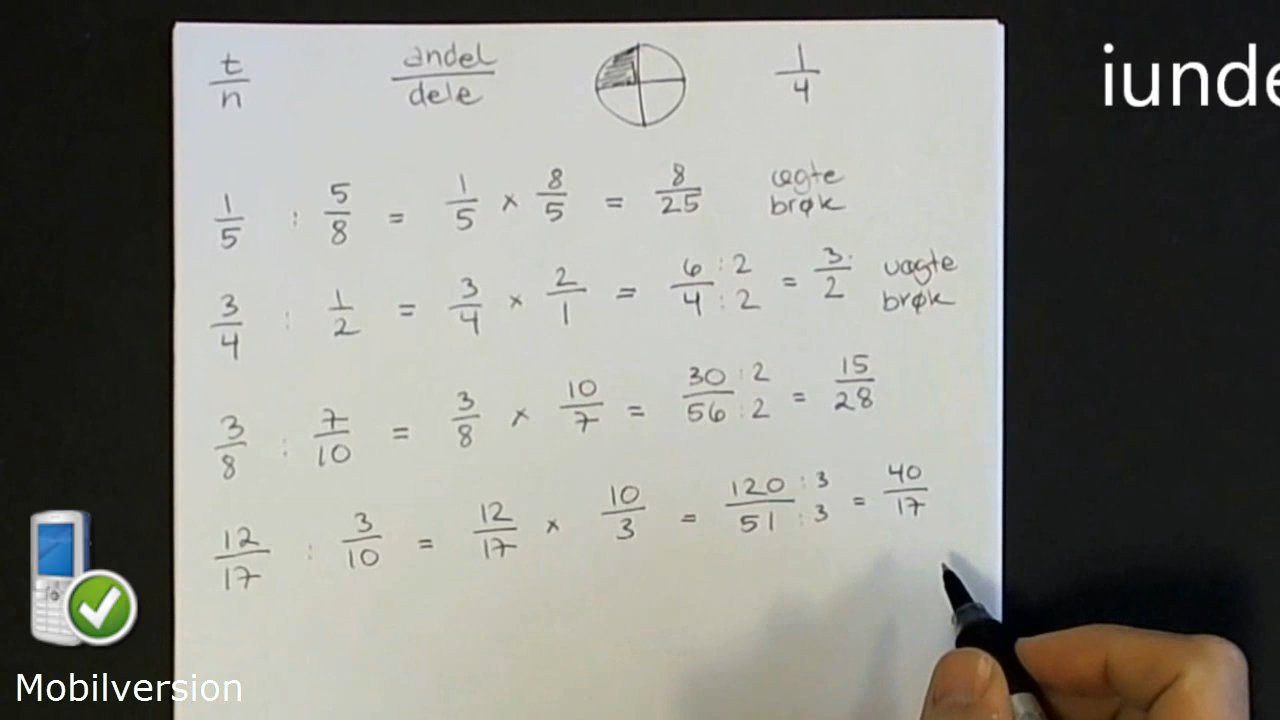 t/n andel/dele 1/4
iunde
1/5 : 5/8 = 1/5 × 8/5 = 8/25 ægte brøk
3/4 : 1/2 = 3/4 × 2/1 = 6:2/4:2 = 3/2 uægte brøk
3/8 : 7/10 = 3/8 × 10/7 = 30:2/56:2 = 15/28
12/17 : 3/10 = 12/17 × 10/3 = 120:3/51:3 = 40/17
Mobilversion